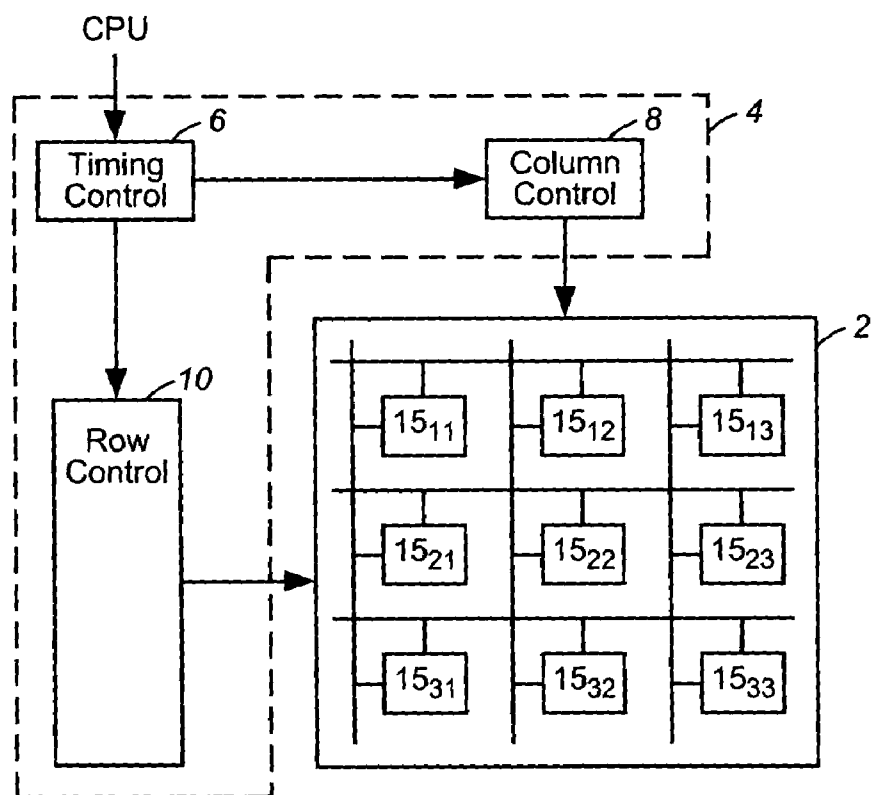 CPU
6
4
Timing
Control
8
Column
Control
2
10
Row
Control
15₁₁
15₁₂
15₁₃
15₂₁
15₂₂
15₂₃
15₃₁
15₃₂
15₃₃